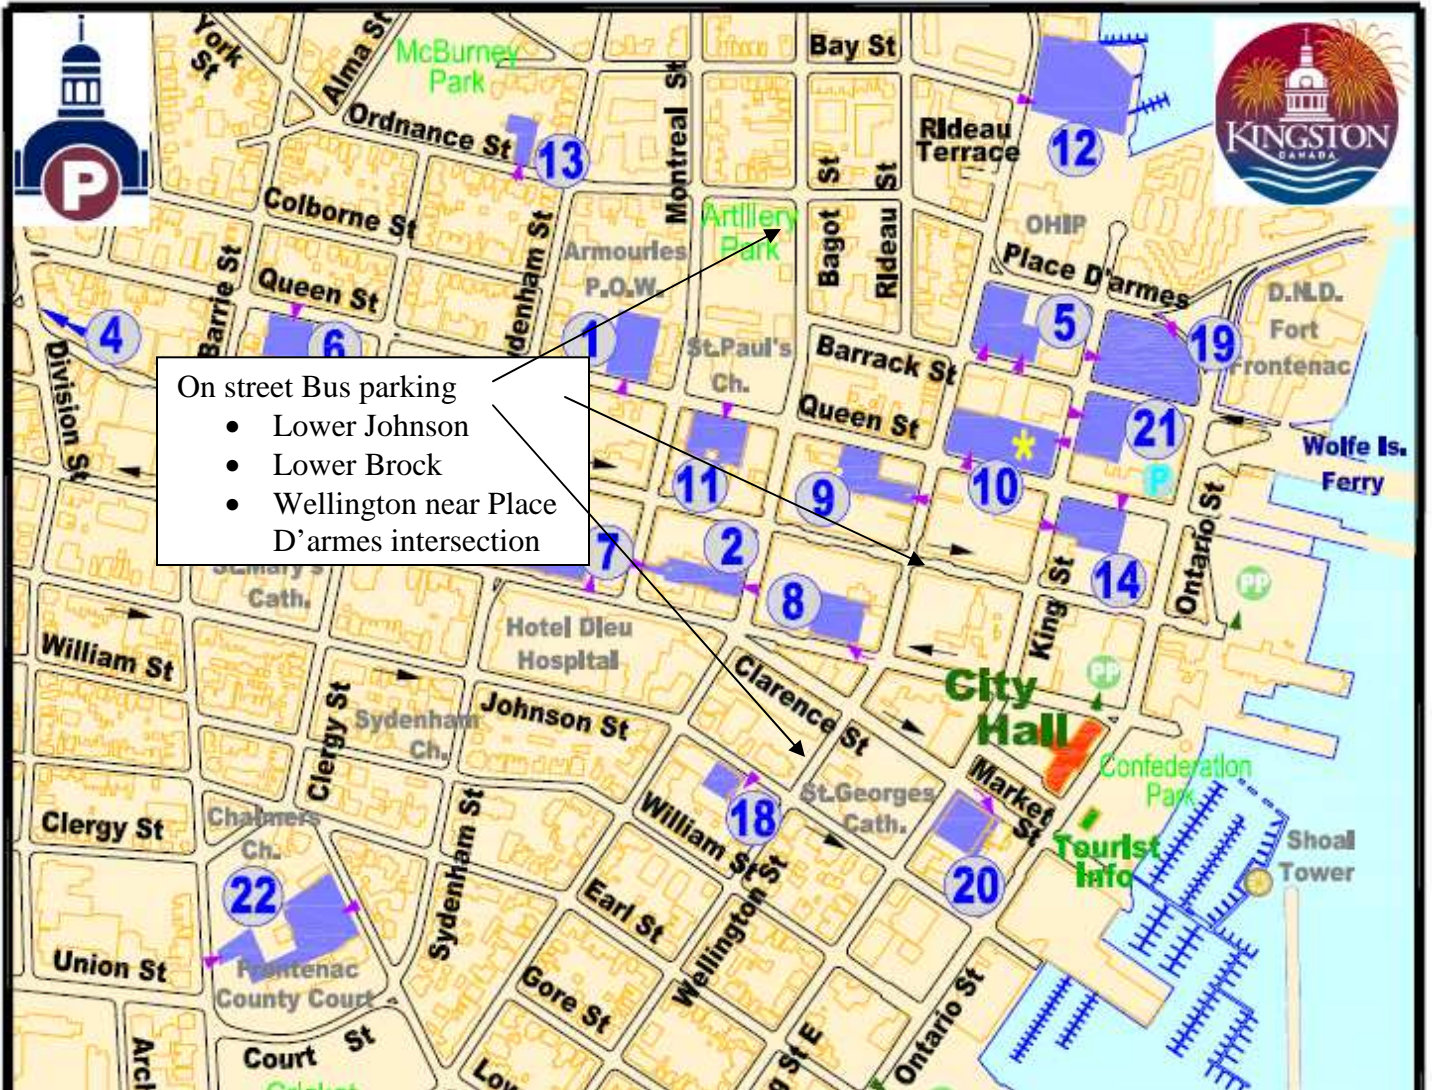 York
St
Alma St
McBurney
Park
Bay St
KINGSTON
CANADA
P
Ordnance St
13
Montreal St
Rideau
Terrace
12
Colborne St
Sydenham St
Armouries
P.O.W.
Artillery
Park
Bagot St
Rideau St
OHIP
Place D'armes
D.N.D.
Fort
Frontenac
Barrie St
Queen St
4
6
1
St.Paul's
Ch.
Barrack St
5
19
Division St
On street Bus parking
• Lower Johnson
• Lower Brock
• Wellington near Place
D’armes intersection
Queen St
*
21
P
Wolfe Is.
Ferry
11
9
10
7
2
8
14
King St
Ontario St
PP
St.Mary's
Cath.
Hotel Dieu
Hospital
William St
Clergy St
Sydenham
Ch.
Johnson St
Clarence St
City
Hall
PP
Confederation
Park
Market
St
18
St.Georges
Cath.
Clergy St
Chalmers
Ch.
Sydenham St
William St
Wellington St
20
Tourist
Info
Shoal
Tower
22
Earl St
Union St
Frontenac
County Court
Gore St
Ontario St
Court St